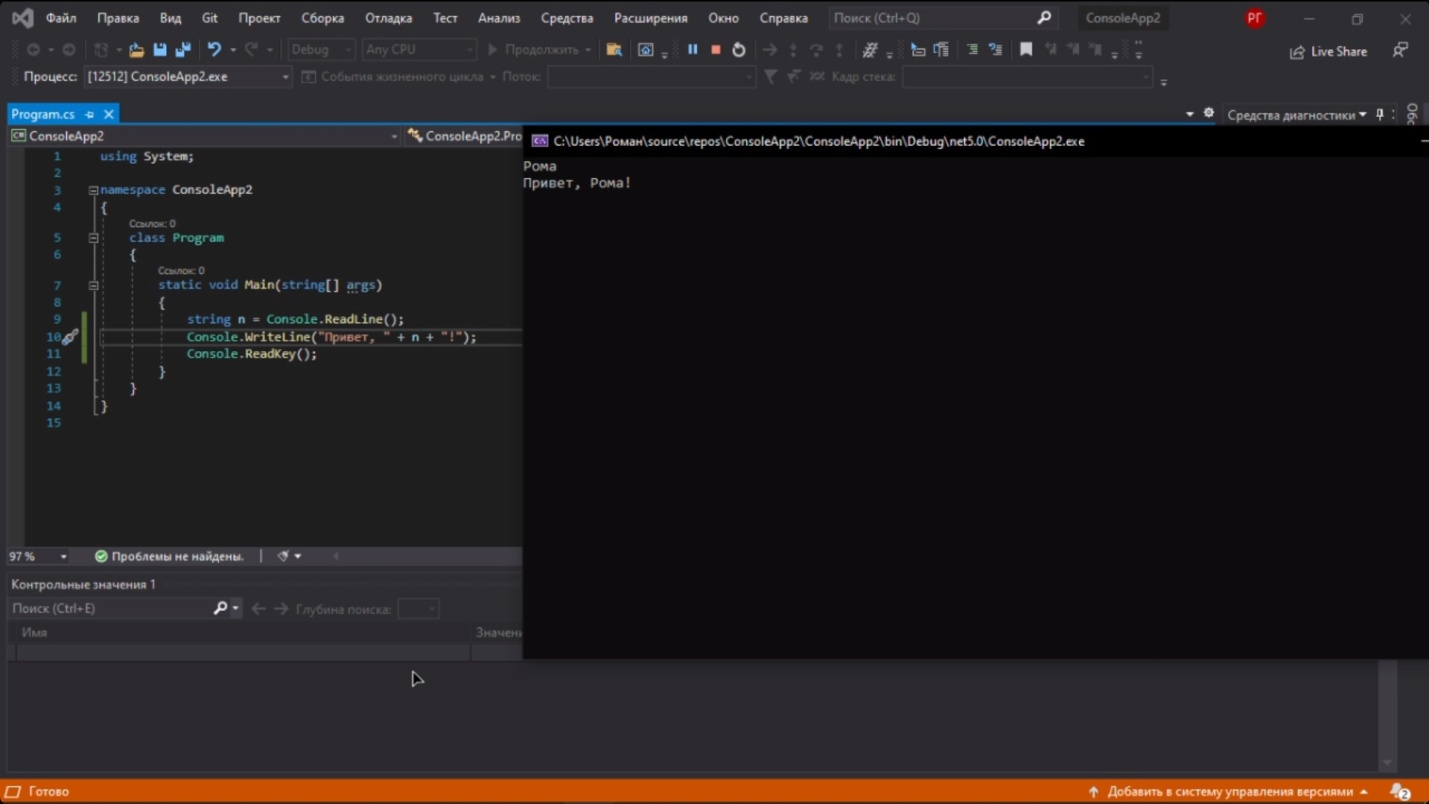 Файл Правка Вид Git Проект Сборка Отладка Тест Анализ Средства Расширения Окно Справка Поиск (Ctrl+Q) ConsoleApp2 РГ
Debug Any CPU Продолжить Live Share
Процесс: [12512] ConsoleApp2.exe События жизненного цикла Поток: Кадр стека:
Program.cs Средства диагностики
ConsoleApp2 ConsoleApp2.Pro
C:\Users\Роман\source\repos\ConsoleApp2\ConsoleApp2\bin\Debug\net5.0\ConsoleApp2.exe
Рома
Привет, Рома!
1 using System;
2
3 namespace ConsoleApp2
4 {
Ссылок: 0
5 class Program
6 {
Ссылок: 0
7 static void Main(string[] args)
8 {
9 string n = Console.ReadLine();
10 Console.WriteLine("Привет, " + n + "!");
11 Console.ReadKey();
12 }
13 }
14 }
15
97 % Проблемы не найдены.
Контрольные значения 1
Поиск (Ctrl+E) Глубина поиска:
Имя Значени
Готово Добавить в систему управления версиями 2